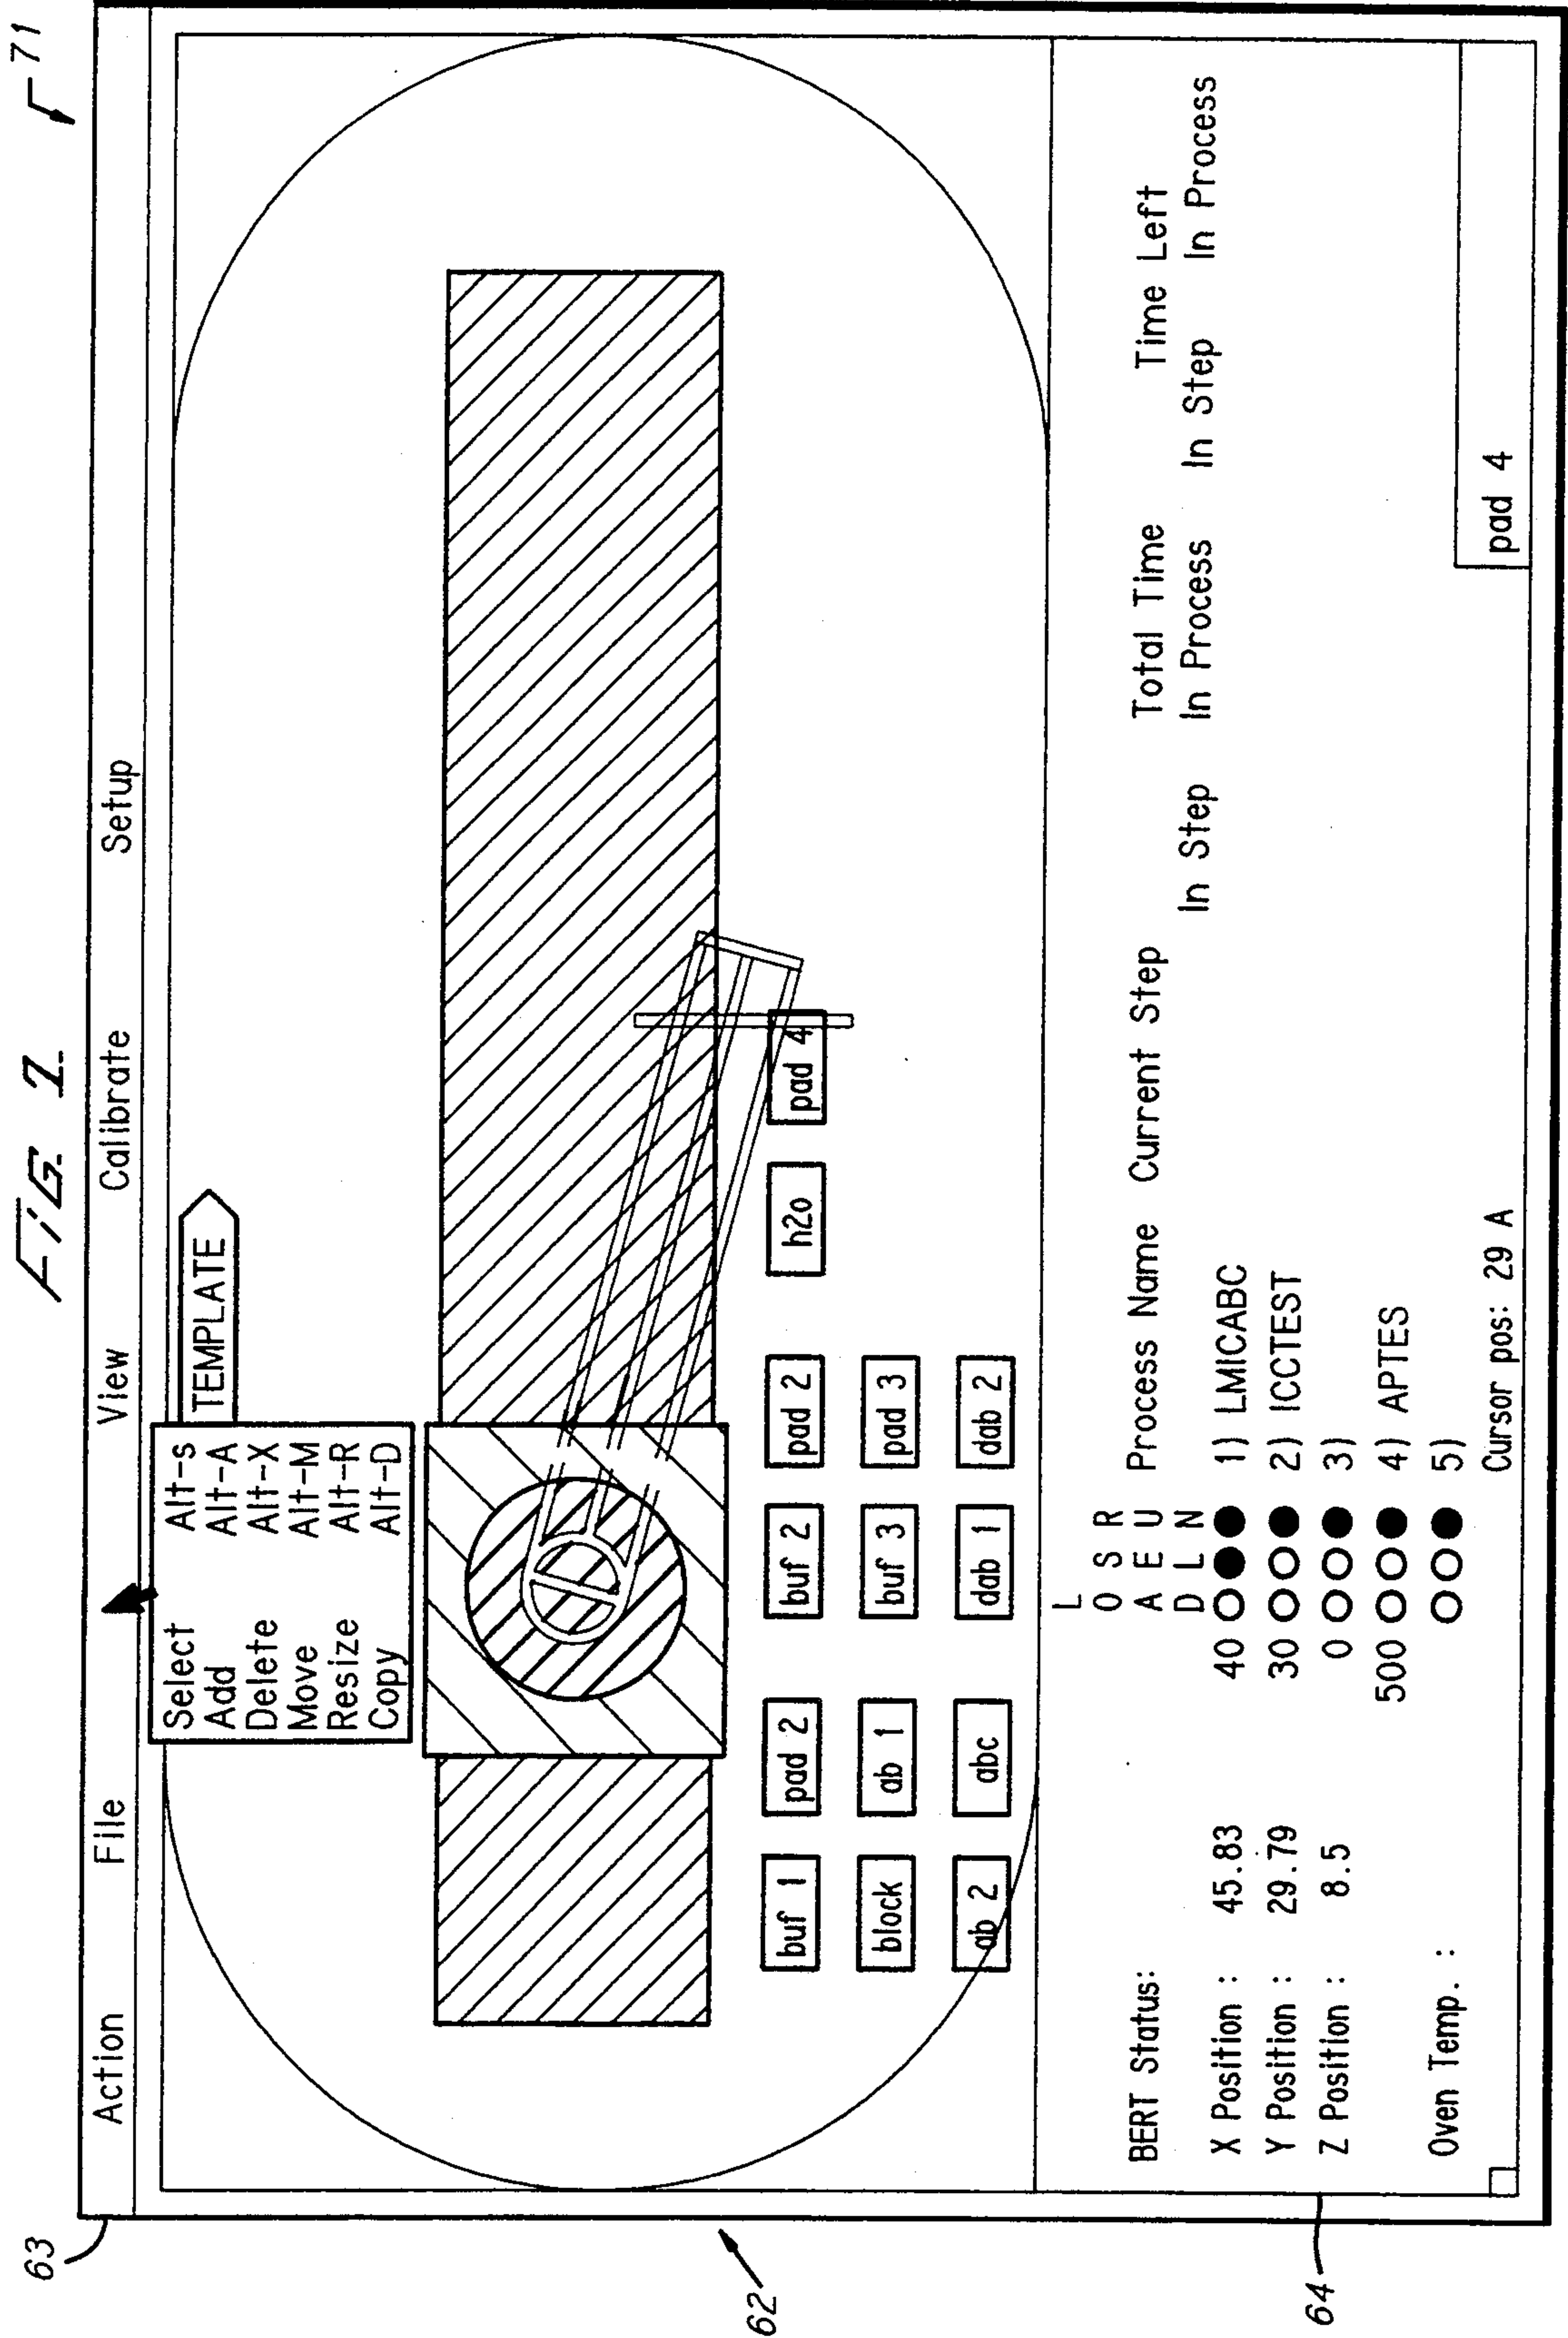 FIG. 7
71
63
Action File View Calibrate Setup
Select Alt-s
Add Alt-A
Delete Alt-X
Move Alt-M
Resize Alt-R
Copy Alt-D
TEMPLATE
62
buf 1 pad 2 buf 2 pad 2 h2o pad 4
block ab 1 buf 3 pad 3
ab 2 abc dab 1 dab 2
L
O S R
A E U
D L N
BERT Status: Process Name Current Step Total Time Time Left
In Step In Process In Step In Process
X Position : 45.83 40 1) LMICABC
Y Position : 29.79 30 2) ICCTEST
Z Position : 8.5 0 3)
500 4) APTES
Oven Temp. : 5)
Cursor pos: 29 A pad 4
64